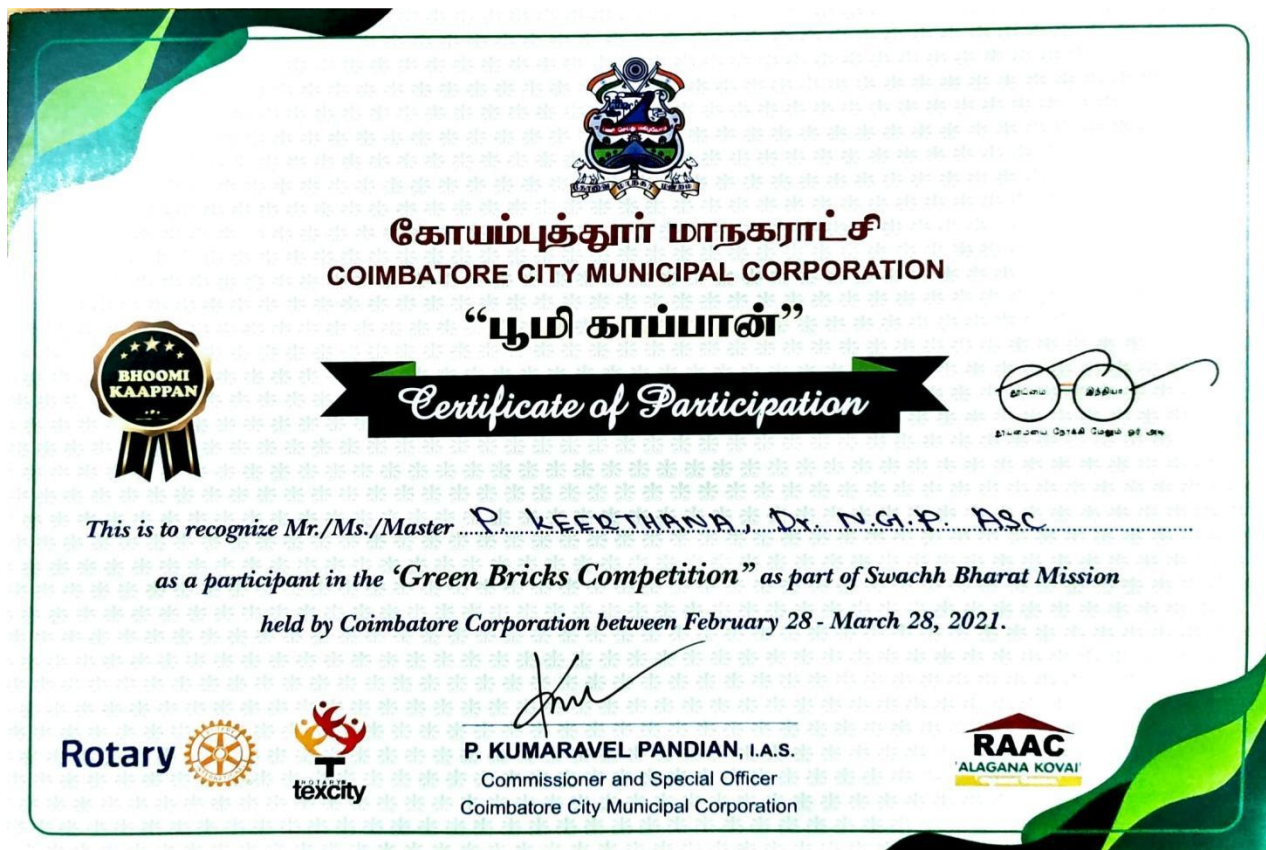 கோயம்புத்தூர் மாநகராட்சி
COIMBATORE CITY MUNICIPAL CORPORATION
“பூமி காப்பான்”
BHOOMI
KAAPPAN
Certificate of Participation
தூய்மை இந்தியா
தூய்மையை நோக்கி மேலும் ஓர் அடி
This is to recognize Mr./Ms./Master P. KEERTHANA, Dr. N.G.P. ASC
as a participant in the ‘Green Bricks Competition” as part of Swachh Bharat Mission
held by Coimbatore Corporation between February 28 - March 28, 2021.
Rotary
texcity
P. KUMARAVEL PANDIAN, I.A.S.
Commissioner and Special Officer
Coimbatore City Municipal Corporation
RAAC
'ALAGANA KOVAI'